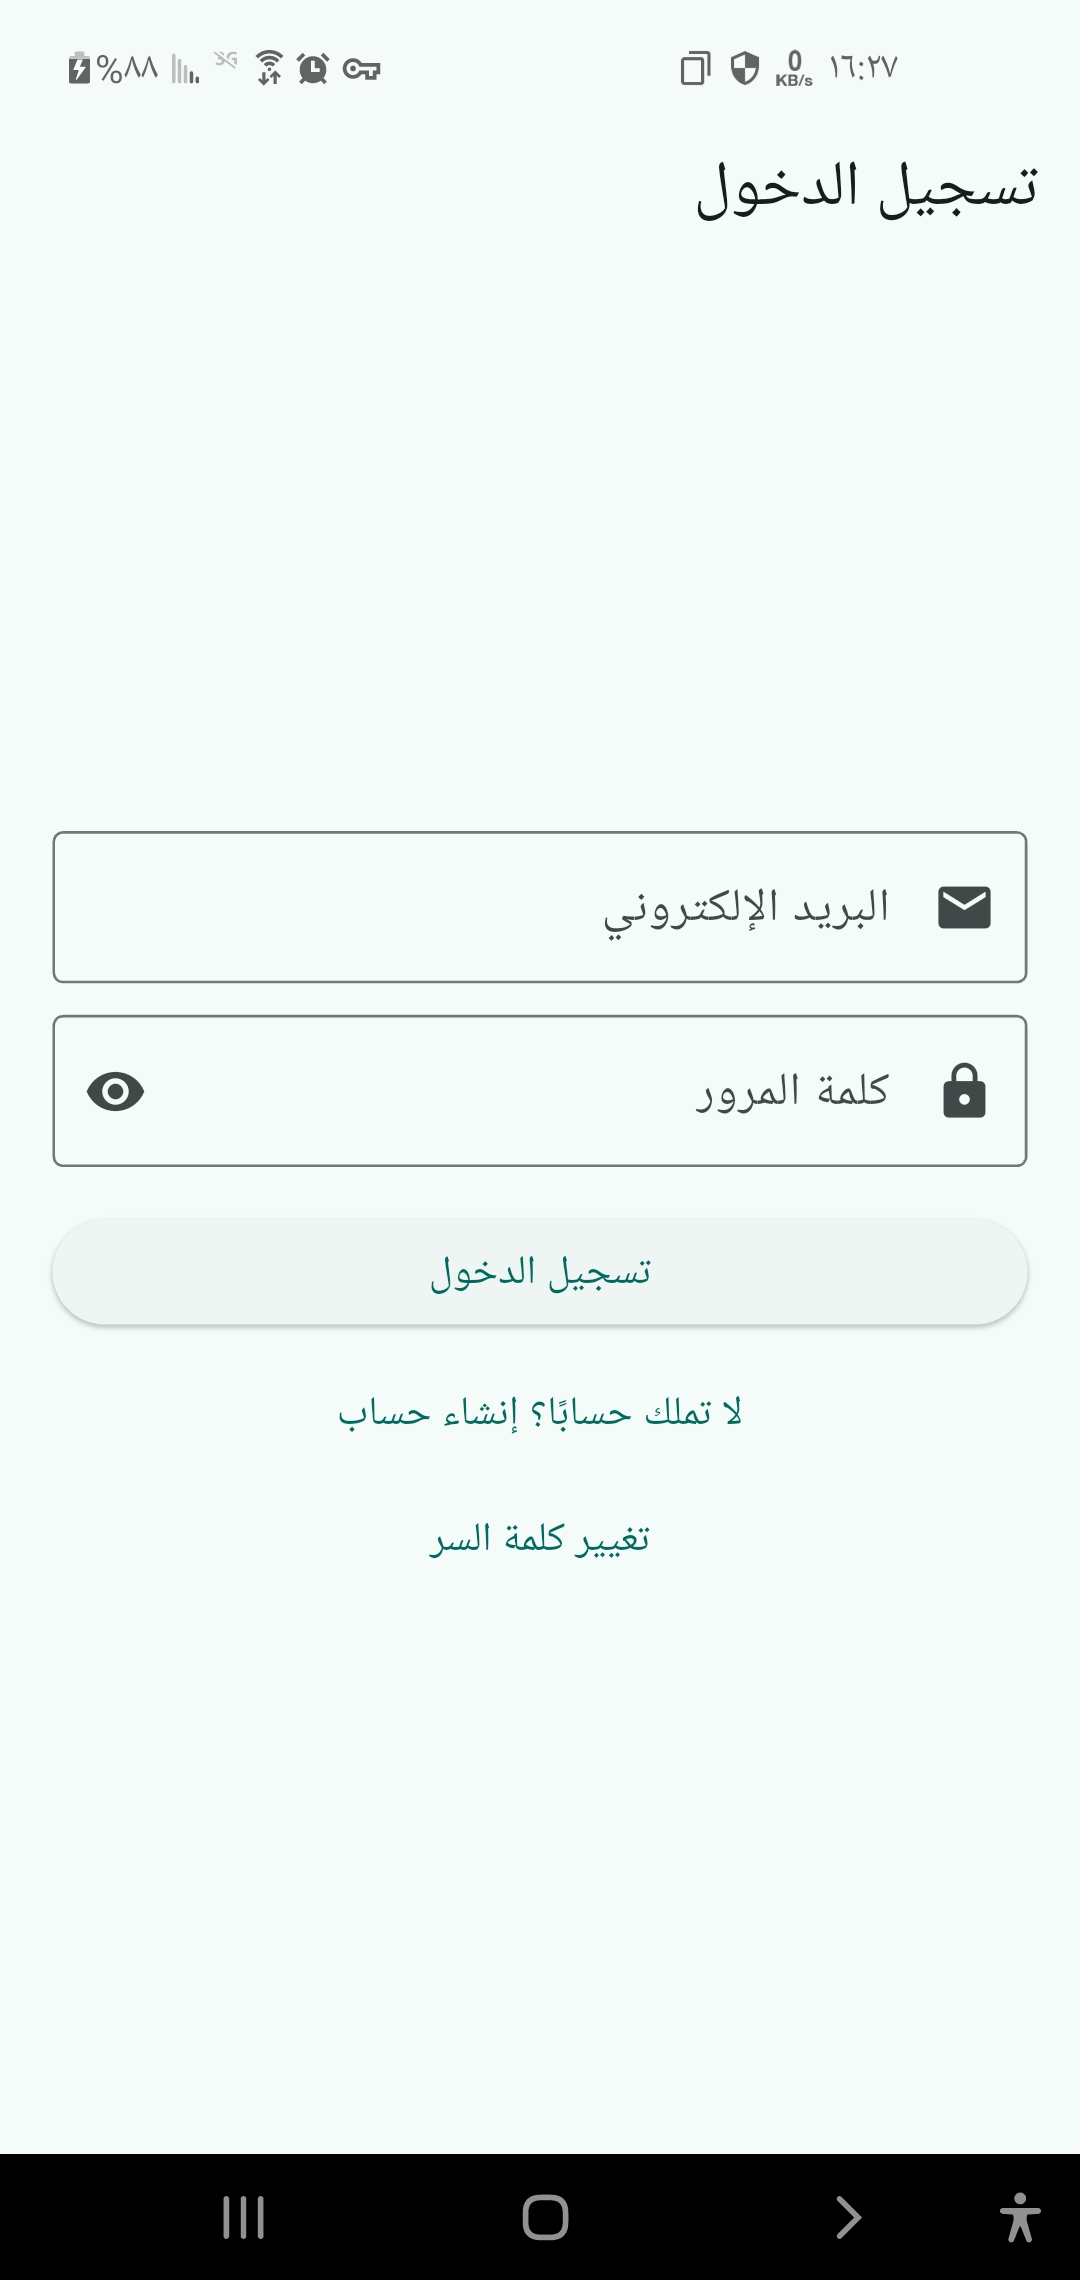 ١٦:٢٧ 0 KB/s 3G %٨٨
تسجيل الدخول
البريد الإلكتروني
كلمة المرور
تسجيل الدخول
لا تملك حسابًا؟ إنشاء حساب
تغيير كلمة السر